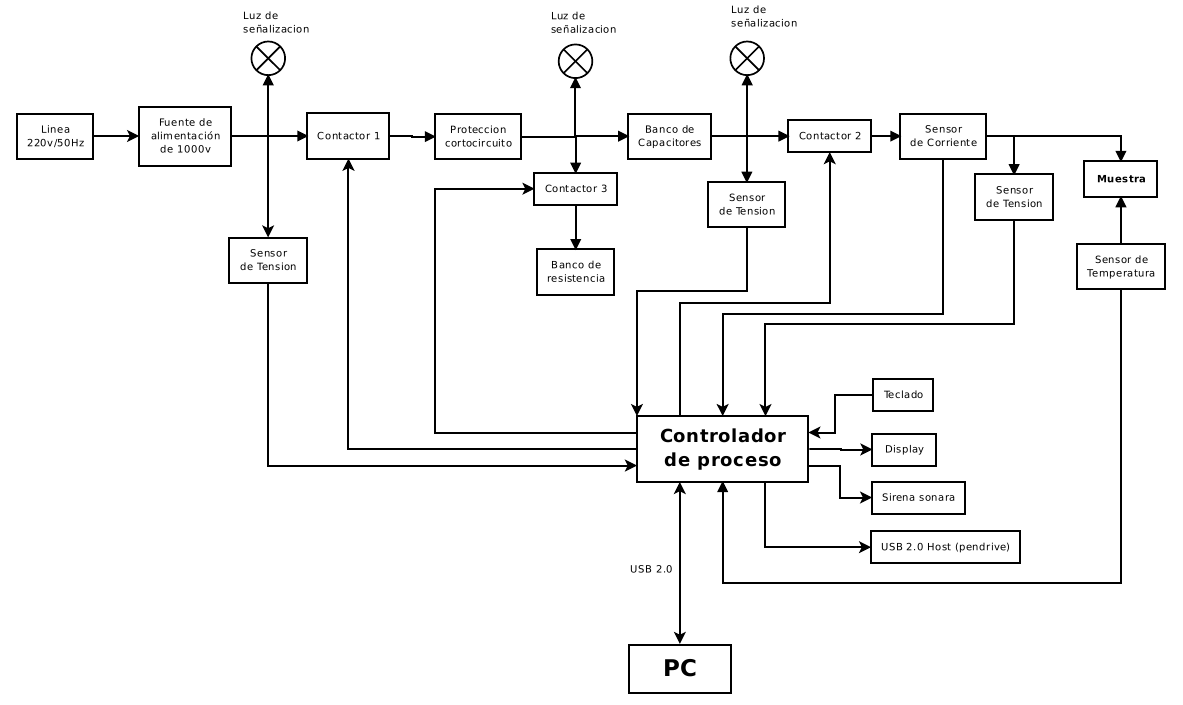 Luz de
señalizacion
Luz de
señalizacion
Luz de
señalizacion
Linea
220v/50Hz
Fuente de
alimentación
de 1000v
Contactor 1
Proteccion
cortocircuito
Banco de
Capacitores
Contactor 2
Sensor
de Corriente
Muestra
Contactor 3
Sensor
de Tension
Sensor
de Tension
Sensor
de Tension
Banco de
resistencia
Sensor de
Temperatura
Teclado
Controlador
de proceso
Display
Sirena sonara
USB 2.0 Host (pendrive)
USB 2.0
PC